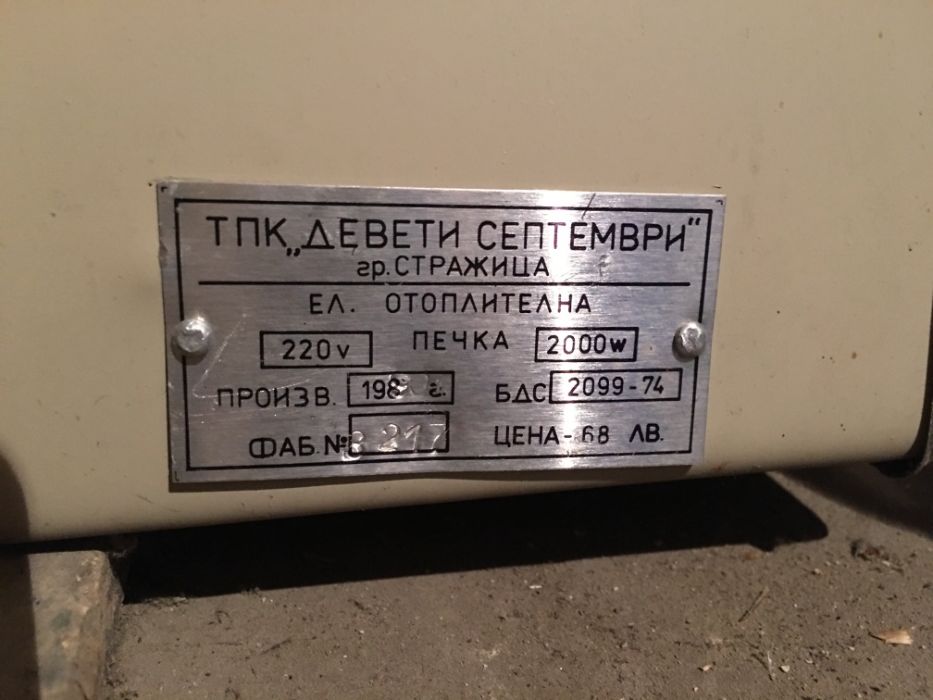 ТПК „ДЕВЕТИ СЕПТЕМВРИ"
гр. СТРАЖИЦА
ЕЛ. ОТОПЛИТЕЛНА
220v ПЕЧКА 2000w
ПРОИЗВ. г. БДС 2099-74
ФАБ.№ ЦЕНА-68 ЛВ.